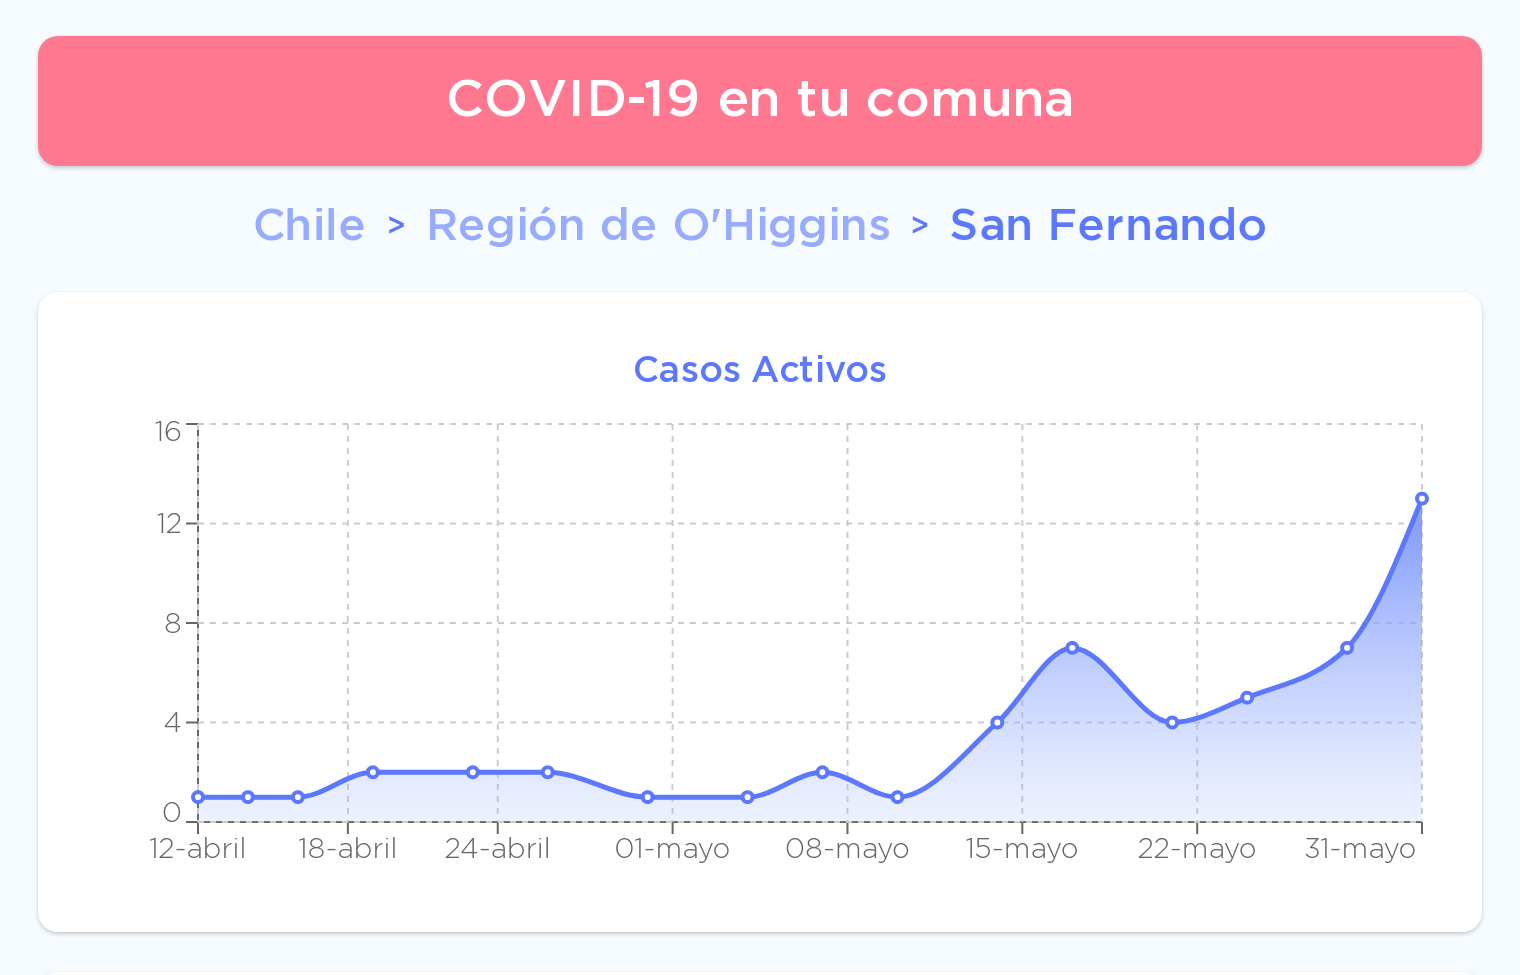 COVID-19 en tu comuna
Chile > Región de O'Higgins > San Fernando
Casos Activos
16
12
8
4
0
12-abril 18-abril 24-abril 01-mayo 08-mayo 15-mayo 22-mayo 31-mayo